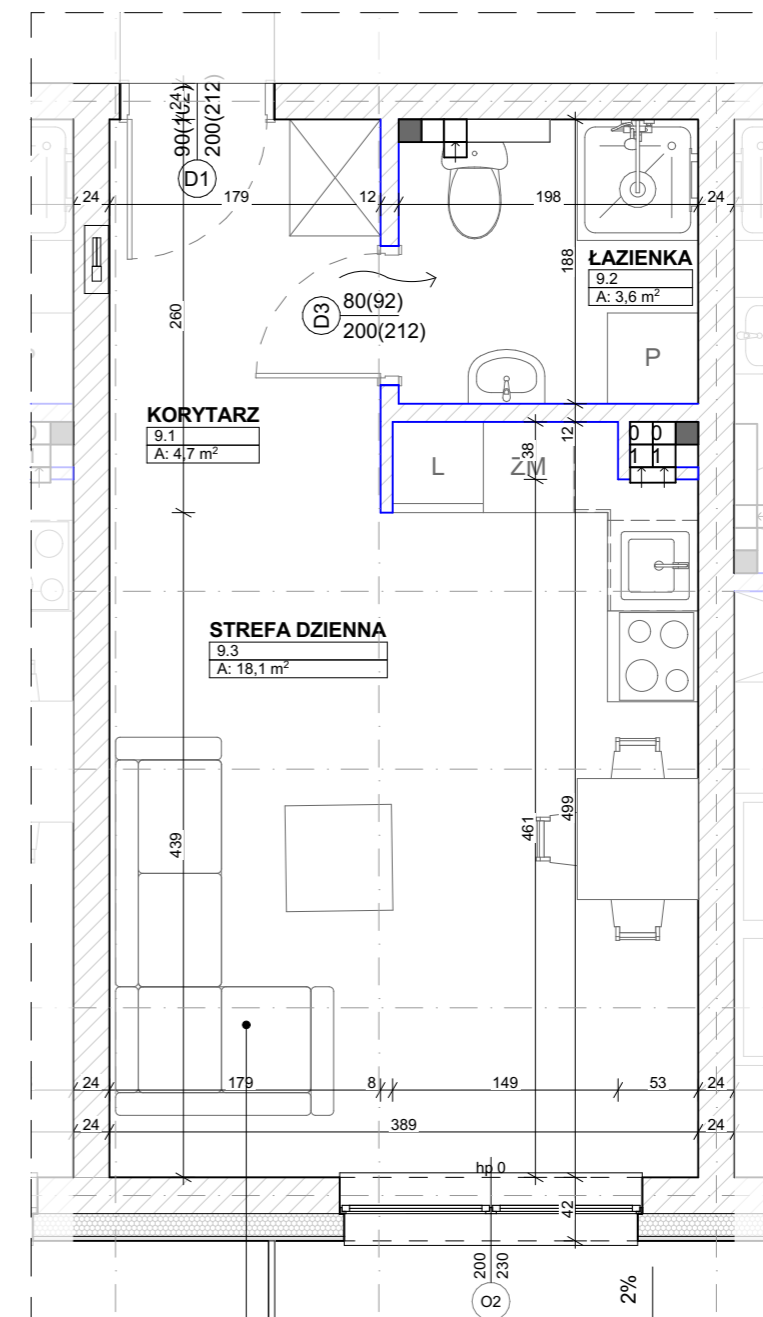 90(102)
200(212)
24
D1
24
179
12
198
24
188
ŁAZIENKA
9.2
A: 3,6 m²
260
D3
80(92)
200(212)
P
KORYTARZ
9.1
A: 4,7 m²
L
ZM
38
12
0 0
1 1
STREFA DZIENNA
9.3
A: 18,1 m²
439
461
499
24
179
8
149
53
24
24
389
24
hp 0
42
200
230
O2
2%